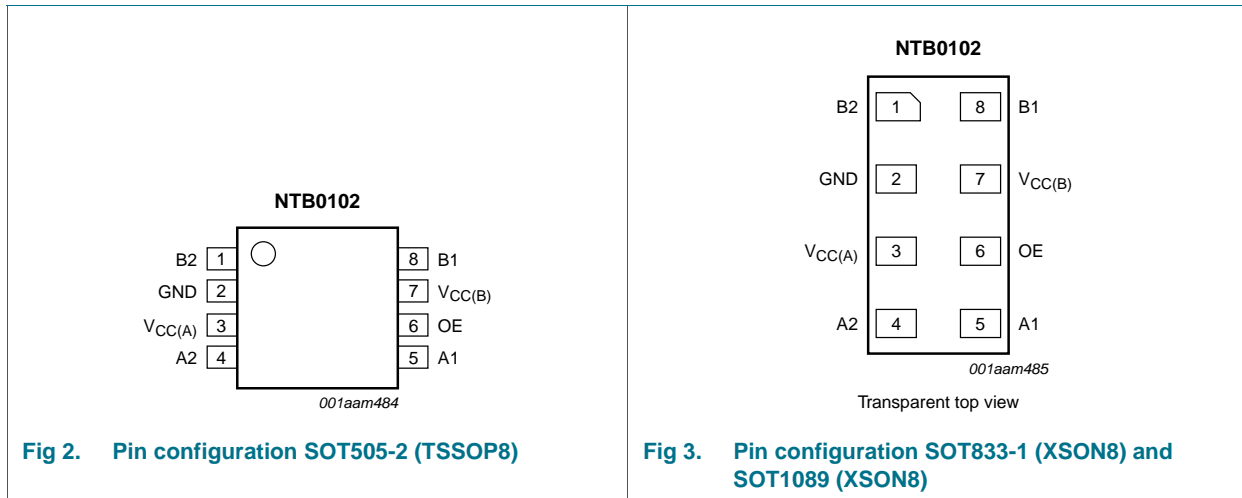 NTB0102
B2 1 8 B1
GND 2 7 VCC(B)
VCC(A) 3 6 OE
A2 4 5 A1
001aam484
Fig 2. Pin configuration SOT505-2 (TSSOP8)
NTB0102
B2 1 8 B1
GND 2 7 VCC(B)
VCC(A) 3 6 OE
A2 4 5 A1
001aam485
Transparent top view
Fig 3. Pin configuration SOT833-1 (XSON8) and
SOT1089 (XSON8)